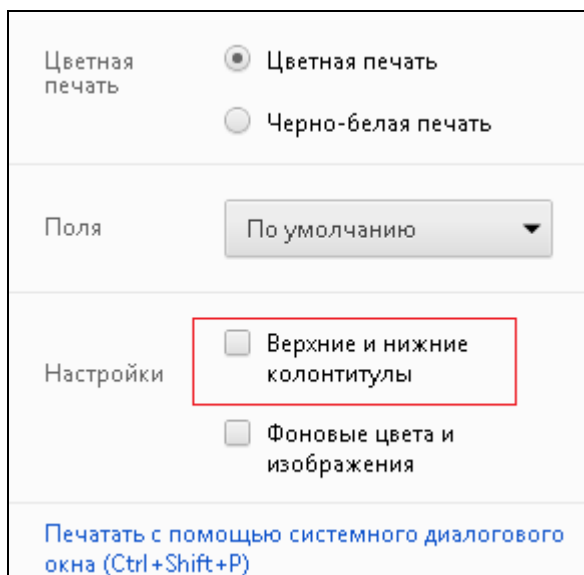 Цветная
печать
Цветная печать
Черно-белая печать
Поля
По умолчанию
Настройки
Верхние и нижние
колонтитулы
Фоновые цвета и
изображения
Печатать с помощью системного диалогового
окна (Ctrl+Shift+P)